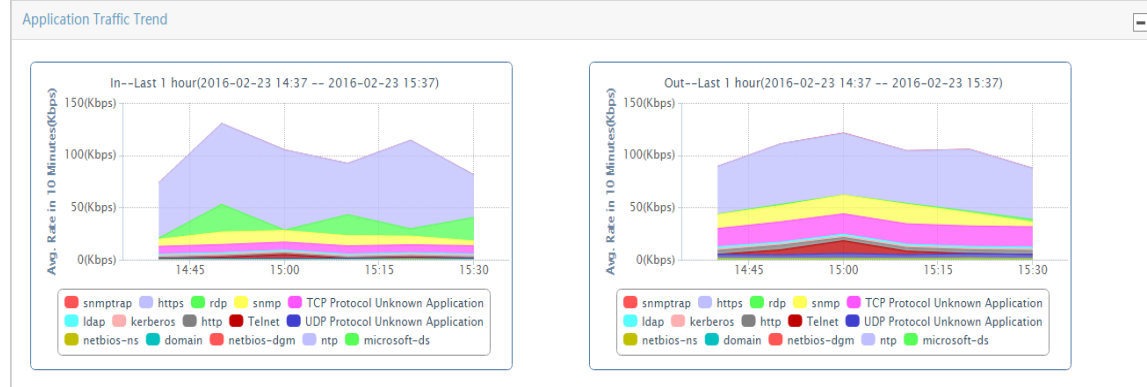 Application Traffic Trend
In--Last 1 hour(2016-02-23 14:37 -- 2016-02-23 15:37)
Avg. Rate in 10 Minutes(Kbps)
150(Kbps)
100(Kbps)
50(Kbps)
0(Kbps)
14:45 15:00 15:15 15:30
snmptrap https rdp snmp TCP Protocol Unknown Application
ldap kerberos http Telnet UDP Protocol Unknown Application
netbios-ns domain netbios-dgm ntp microsoft-ds
Out--Last 1 hour(2016-02-23 14:37 -- 2016-02-23 15:37)
Avg. Rate in 10 Minutes(Kbps)
150(Kbps)
100(Kbps)
50(Kbps)
0(Kbps)
14:45 15:00 15:15 15:30
snmptrap https rdp snmp TCP Protocol Unknown Application
ldap kerberos http Telnet UDP Protocol Unknown Application
netbios-ns domain netbios-dgm ntp microsoft-ds